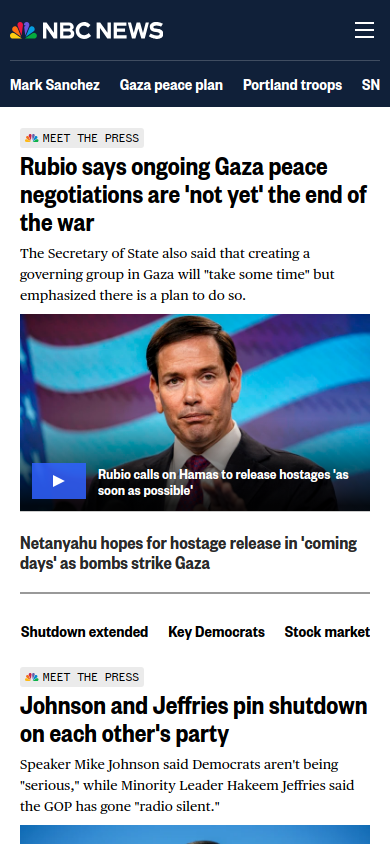 NBC NEWS
Mark Sanchez Gaza peace plan Portland troops SN
MEET THE PRESS
Rubio says ongoing Gaza peace
negotiations are 'not yet' the end of
the war
The Secretary of State also said that creating a
governing group in Gaza will "take some time" but
emphasized there is a plan to do so.
Rubio calls on Hamas to release hostages 'as
soon as possible'
Netanyahu hopes for hostage release in 'coming
days' as bombs strike Gaza
Shutdown extended Key Democrats Stock market
MEET THE PRESS
Johnson and Jeffries pin shutdown
on each other's party
Speaker Mike Johnson said Democrats aren't being
"serious," while Minority Leader Hakeem Jeffries said
the GOP has gone "radio silent."